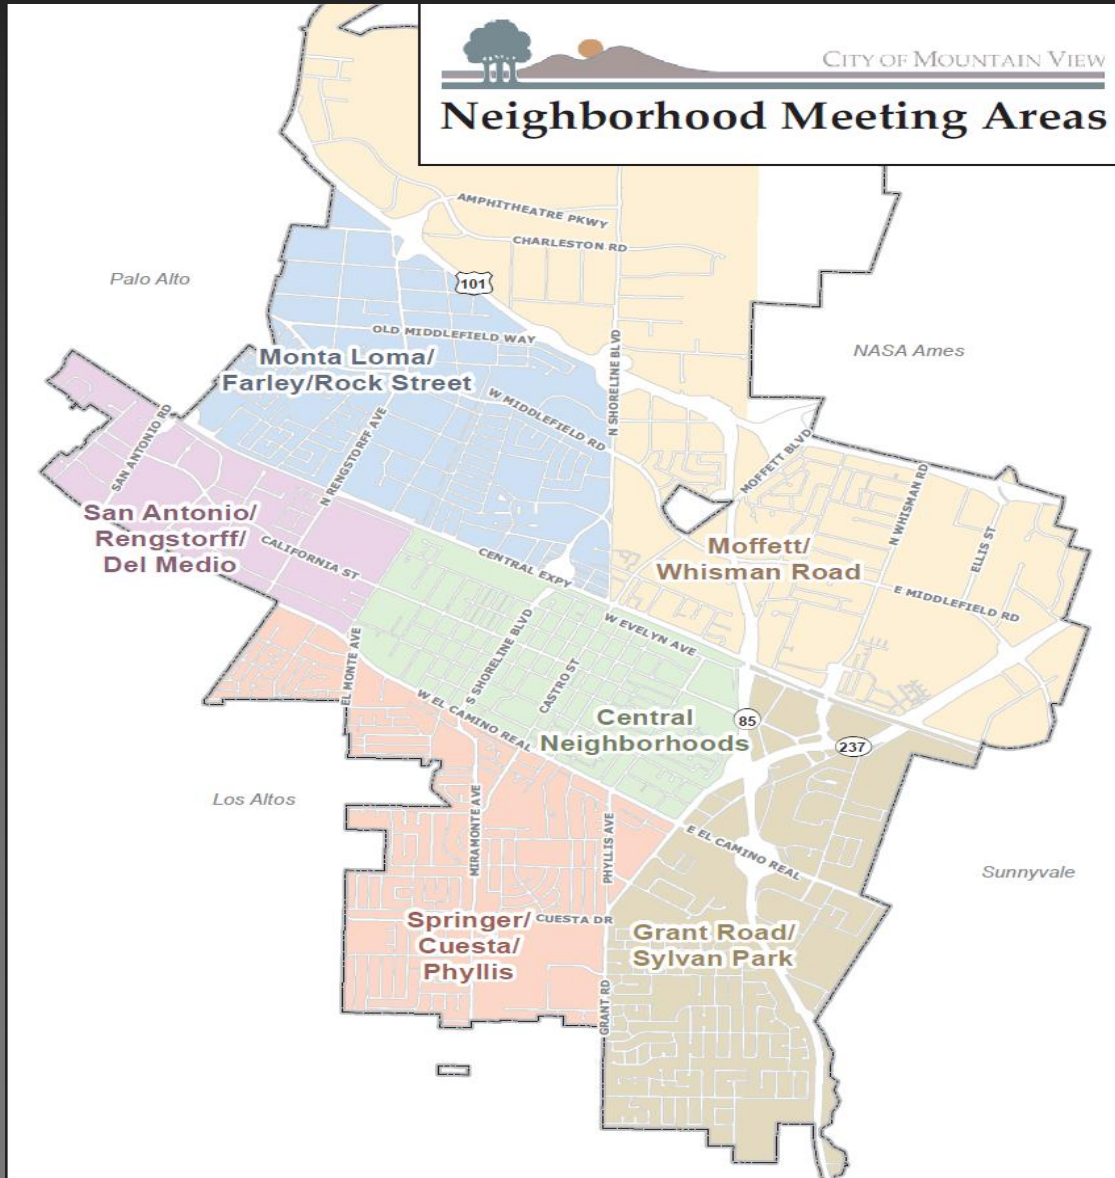 CITY OF MOUNTAIN VIEW
Neighborhood Meeting Areas
AMPHITHEATRE PKWY
CHARLESTON RD
Palo Alto
101
OLD MIDDLEFIELD WAY
N SHORELINE BLVD
NASA Ames
Monta Loma/
Farley/Rock Street
W MIDDLEFIELD RD
SAN ANTONIO RD
N RENGSTORFF AVE
MOFFETT BLVD
N WHISMAN RD
ELLIS ST
San Antonio/
Rengstorff/
Del Medio
CALIFORNIA ST
CENTRAL EXPY
Moffett/
Whisman Road
E MIDDLEFIELD RD
W EVELYN AVE
EL MONTE AVE
S SHORELINE BLVD
CASTRO ST
W EL CAMINO REAL
Central
Neighborhoods
85
237
Los Altos
MIRAMONTE AVE
PHYLLIS AVE
E EL CAMINO REAL
Sunnyvale
Springer/
Cuesta/
Phyllis
CUESTA DR
Grant Road/
Sylvan Park
GRANT RD